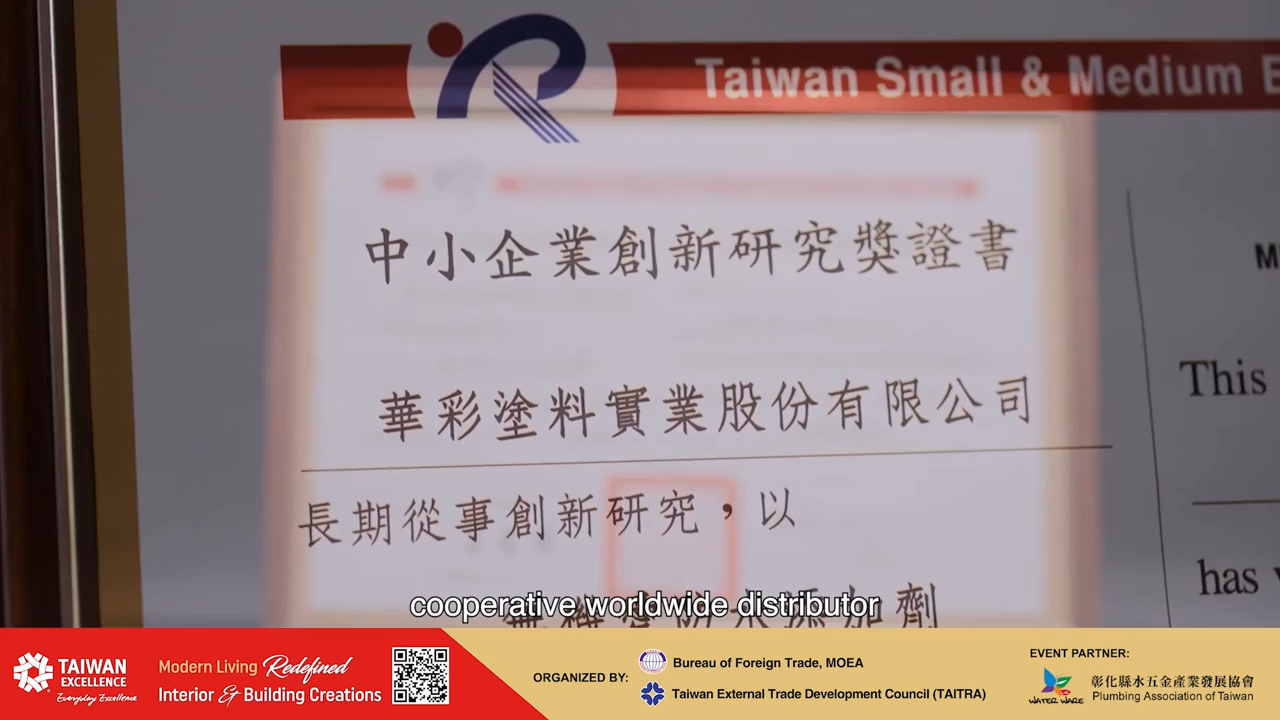 Taiwan Small & Medium E
中小企業創新研究獎證書
華彩塗料實業股份有限公司
長期從事創新研究，以
M
This
has
cooperative worldwide distributor
TAIWAN EXCELLENCE
Everyday Excellence
Modern Living Redefined
Interior & Building Creations
ORGANIZED BY:
Bureau of Foreign Trade, MOEA
Taiwan External Trade Development Council (TAITRA)
EVENT PARTNER:
WATER WARE
彰化縣水五金產業發展協會
Plumbing Association of Taiwan